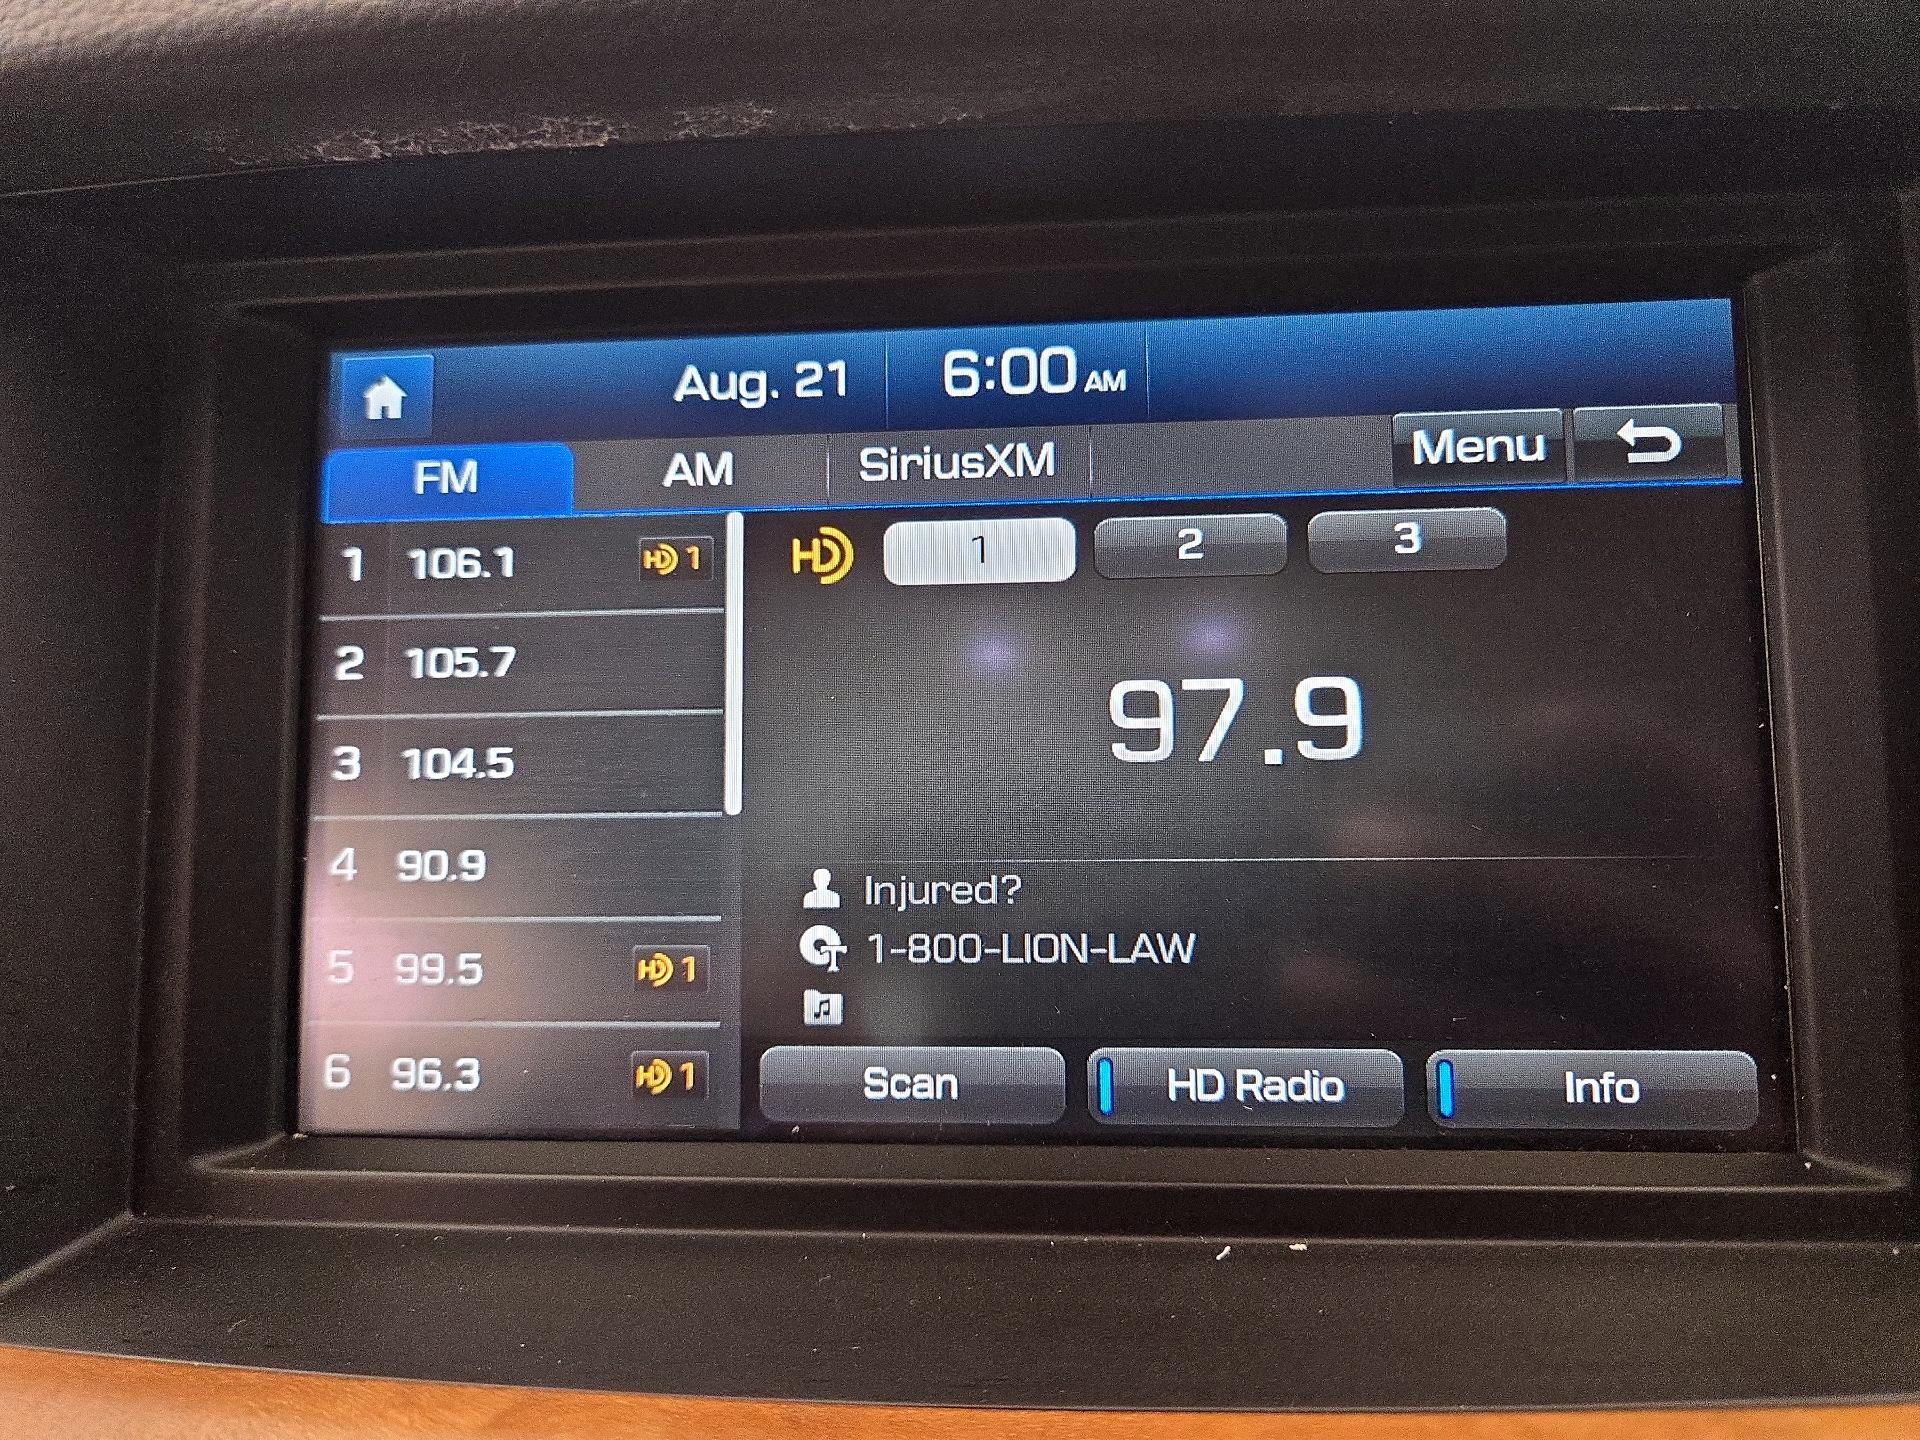 Aug. 21 6:00 AM
FM AM SiriusXM Menu
1 106.1 HD 1
2 105.7
3 104.5
4 90.9
5 99.5 HD 1
6 96.3 HD 1
HD 1 2 3
97.9
Injured?
1-800-LION-LAW
Scan HD Radio Info